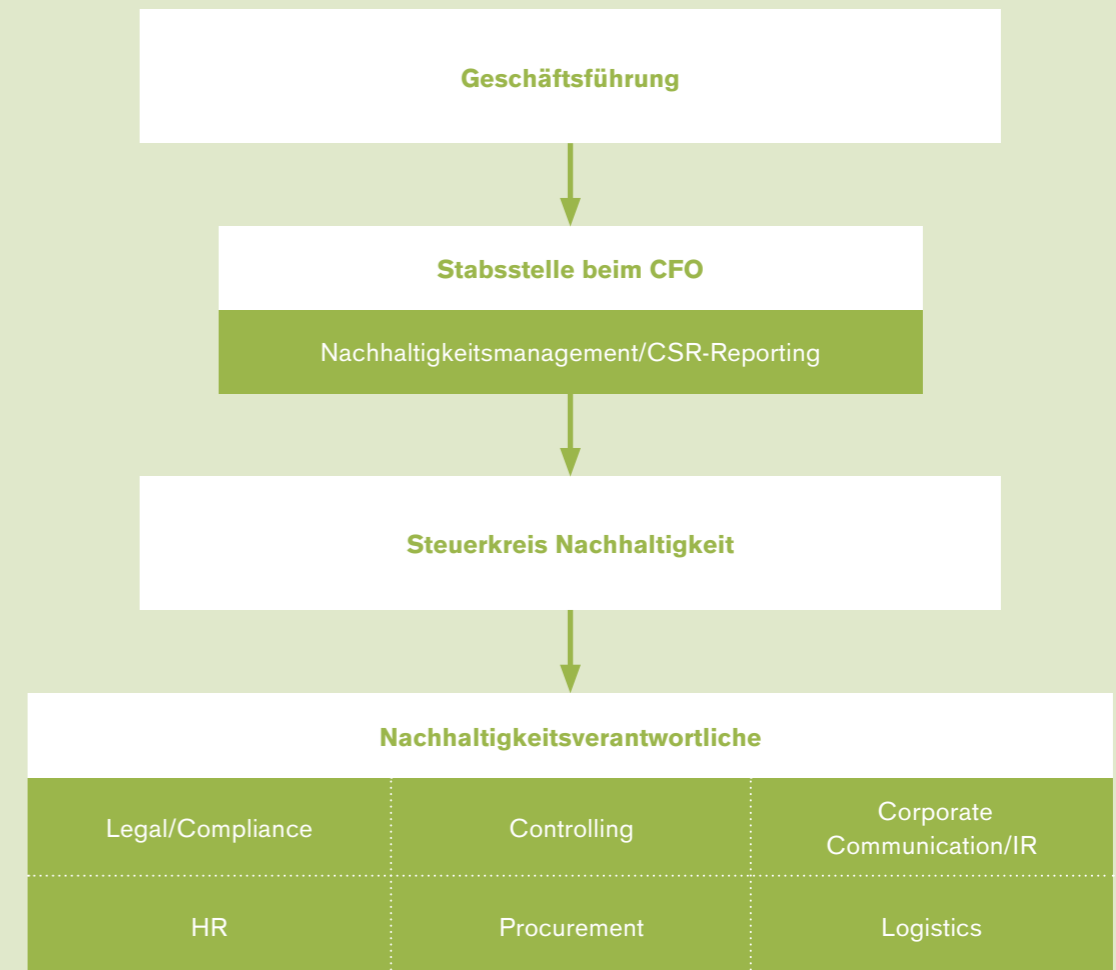 Geschäftsführung
Stabsstelle beim CFO
Nachhaltigkeitsmanagement/CSR-Reporting
Steuerkreis Nachhaltigkeit
Nachhaltigkeitsverantwortliche
Legal/Compliance
Controlling
Corporate
Communication/IR
HR
Procurement
Logistics